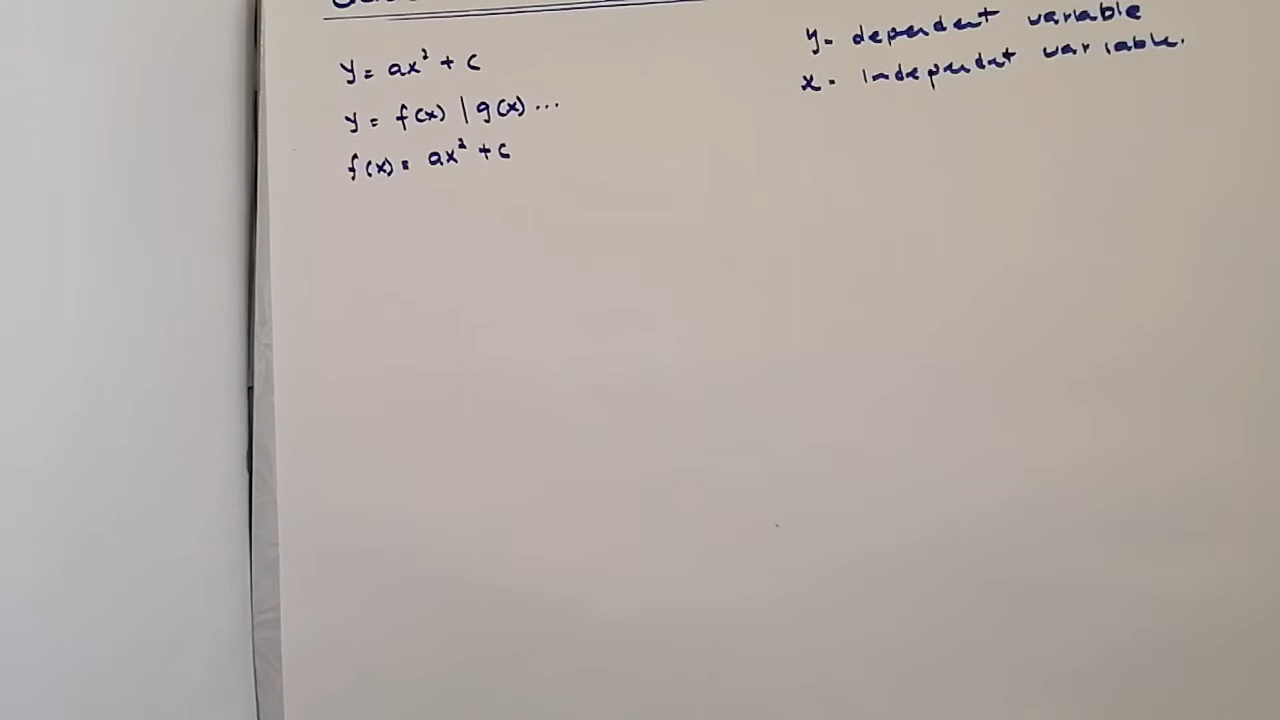 y = ax² + c
y = f(x) | g(x) ...
f(x) = ax² + c
y = dependent variable
x = independent variable.